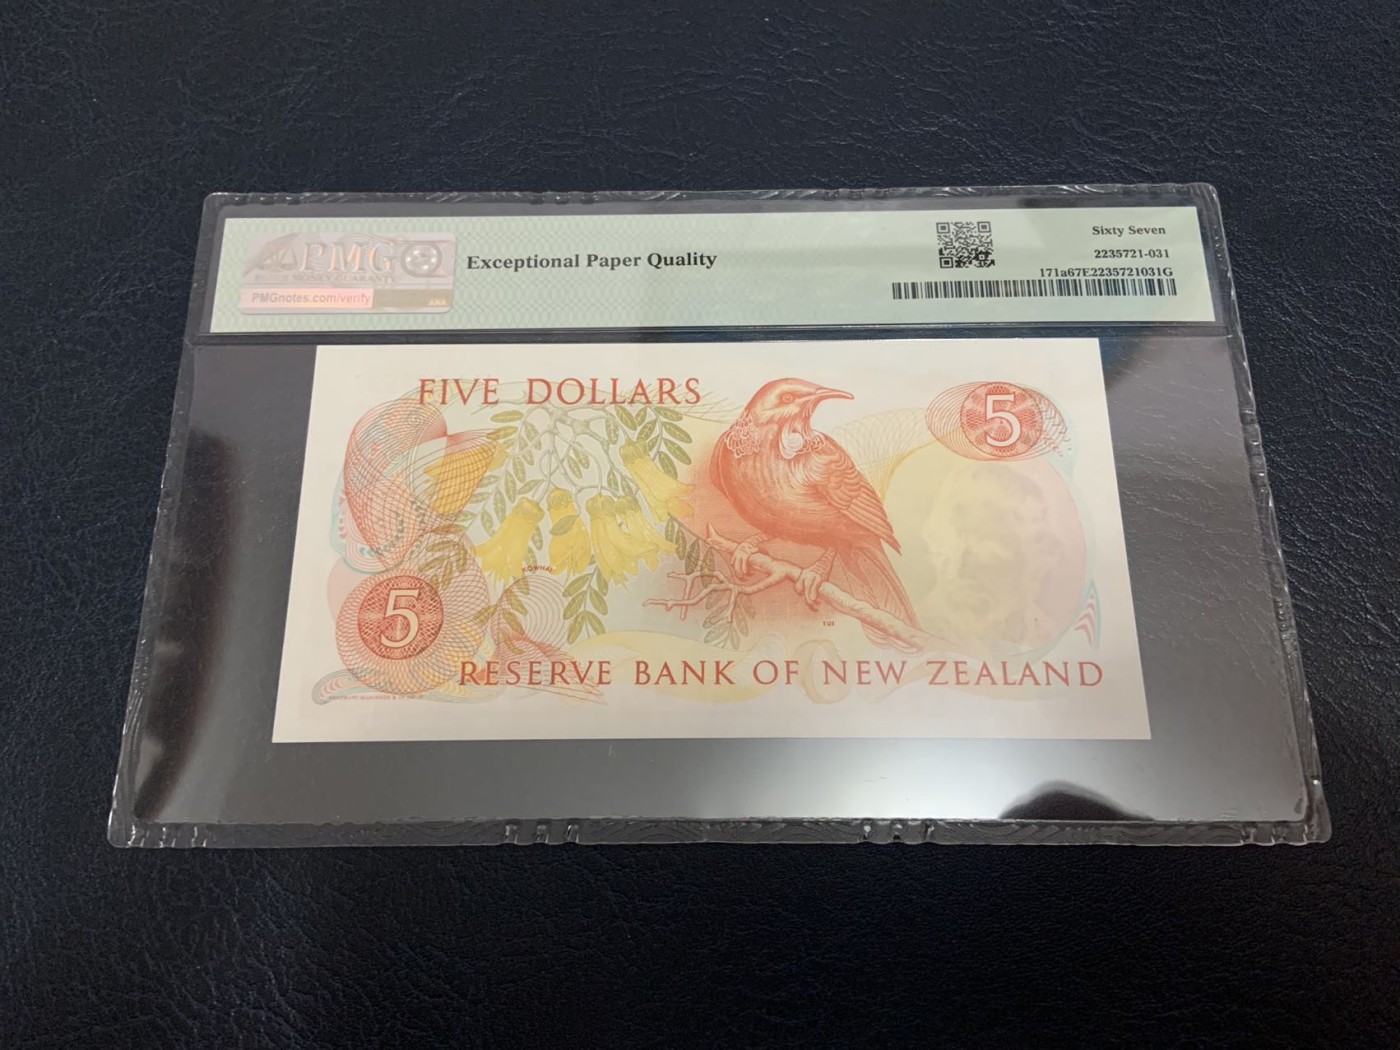 PMG
PMGnotes.com/verify
ANA
Exceptional Paper Quality
Sixty Seven
2235721-031
171a67E2235721031G
FIVE DOLLARS
5
KOWHAI
5
TUI
RESERVE BANK OF NEW ZEALAND